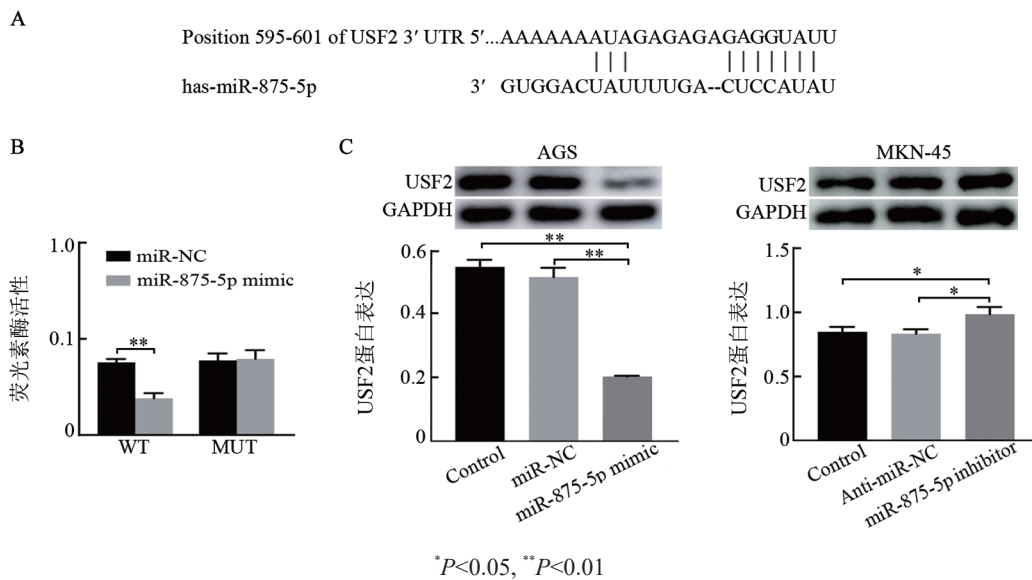 A
Position 595-601 of USF2 3′ UTR 5′...AAAAAAAUAGAGAGAGAGGUAUU
has-miR-875-5p 3′ GUGGACUAUUUUGA--CUCCAUAU
B
1.0
0.1
0
荧光素酶活性
miR-NC
miR-875-5p mimic
**
WT MUT
C
AGS
USF2
GAPDH
0.6
0.4
0.2
0
USF2蛋白表达
**
**
Control miR-NC miR-875-5p mimic
MKN-45
USF2
GAPDH
1.5
1.0
0.5
0
USF2蛋白表达
*
*
Control Anti-miR-NC miR-875-5p inhibitor
*P<0.05, **P<0.01